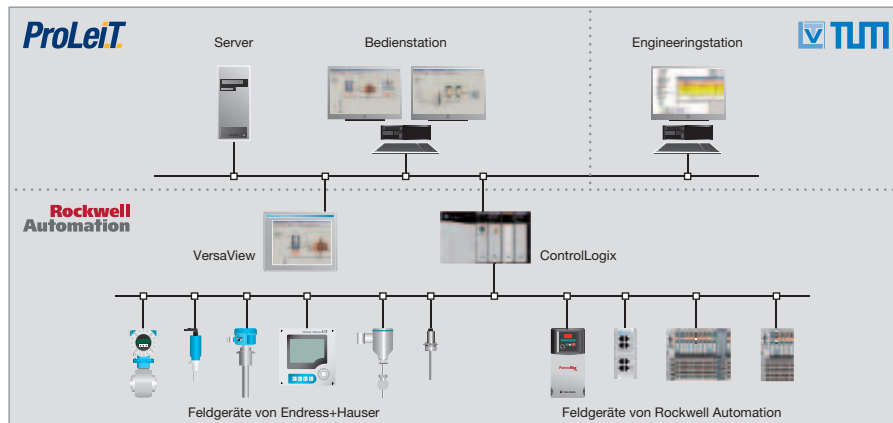 ProLeiT
Server
Bedienstation
Engineeringstation
TUM
Rockwell
Automation
VersaView
ControlLogix
Feldgeräte von Endress+Hauser
Feldgeräte von Rockwell Automation